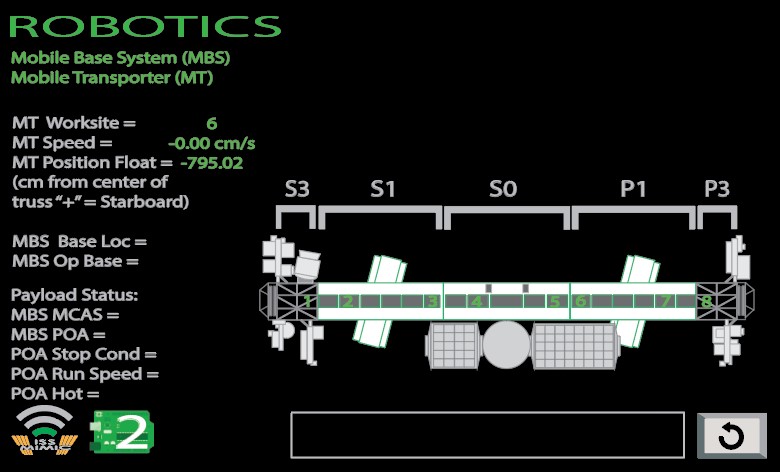 ROBOTICS
Mobile Base System (MBS)
Mobile Transporter (MT)
MT Worksite = 6
MT Speed = -0.00 cm/s
MT Position Float = -795.02
(cm from center of
truss “+” = Starboard)
S3 S1 S0 P1 P3
MBS Base Loc =
MBS Op Base =
Payload Status:
1 2 3 4 5 6 7 8
MBS MCAS =
MBS POA =
POA Stop Cond =
POA Run Speed =
POA Hot =
ISS
MIMIC
2